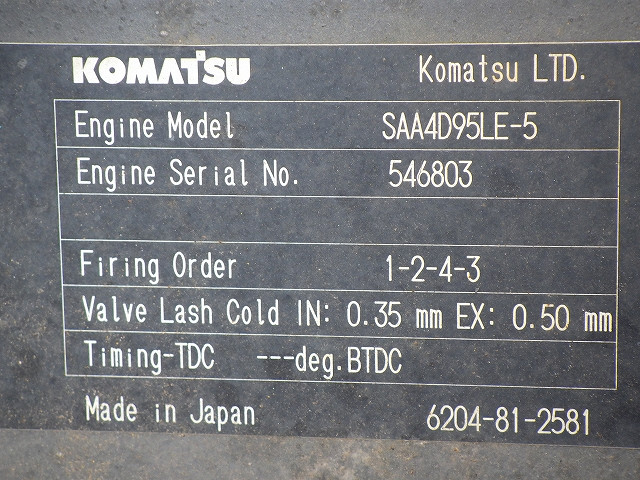 KOMATSU Komatsu LTD.
Engine Model SAA4D95LE-5
Engine Serial No. 546803
Firing Order 1-2-4-3
Valve Lash Cold IN: 0.35 mm EX: 0.50 mm
Timing-TDC ---deg.BTDC
Made in Japan 6204-81-2581